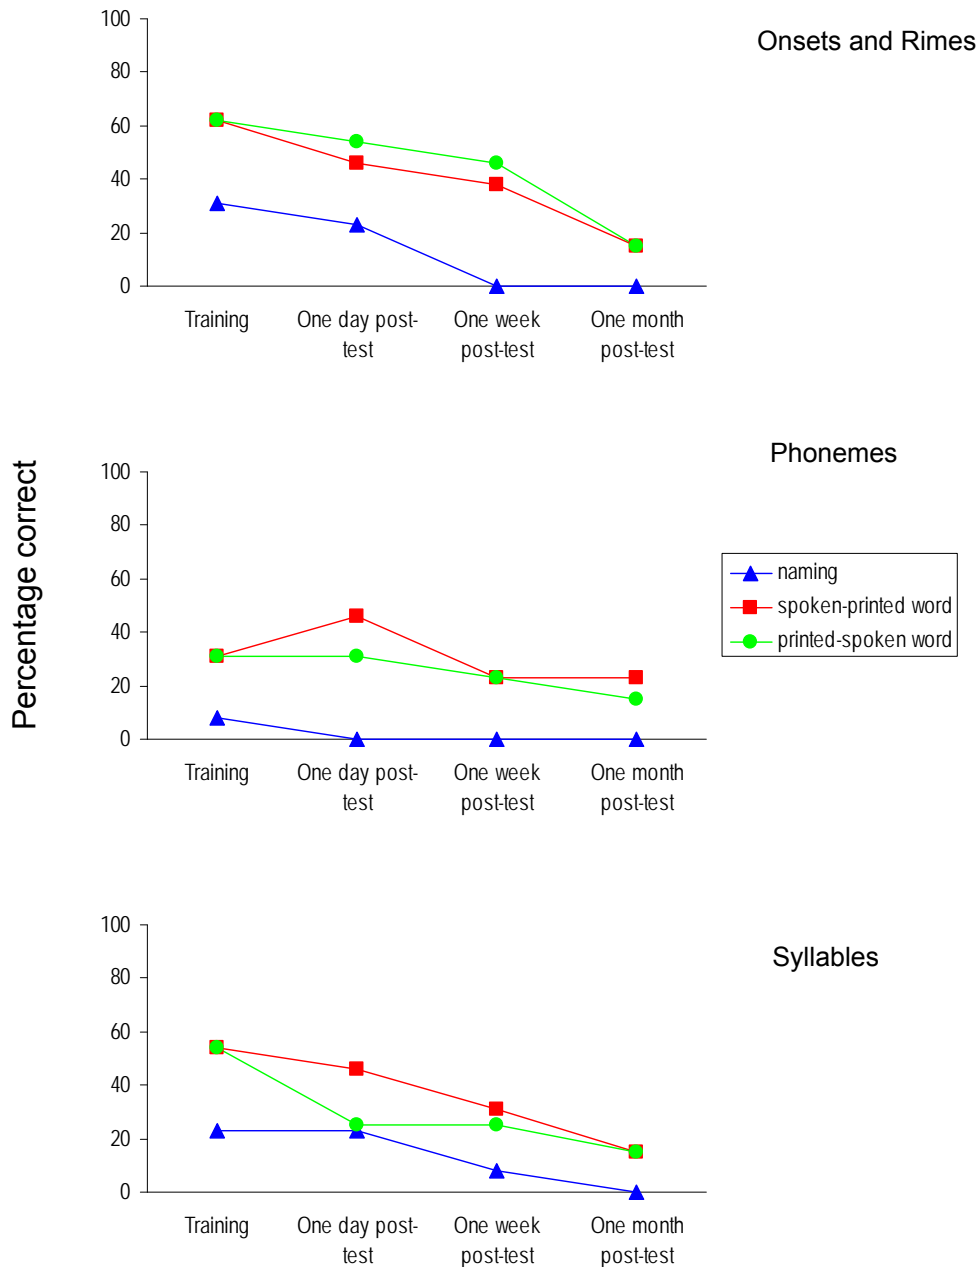 Onsets and Rimes
100
80
60
40
20
0
Training One day post- One week One month
test post-test post-test
Percentage correct
Phonemes
100
80
60
40
20
0
Training One day post- One week One month
test post-test post-test
naming
spoken-printed word
printed-spoken word
Syllables
100
80
60
40
20
0
Training One day post- One week One month
test post-test post-test